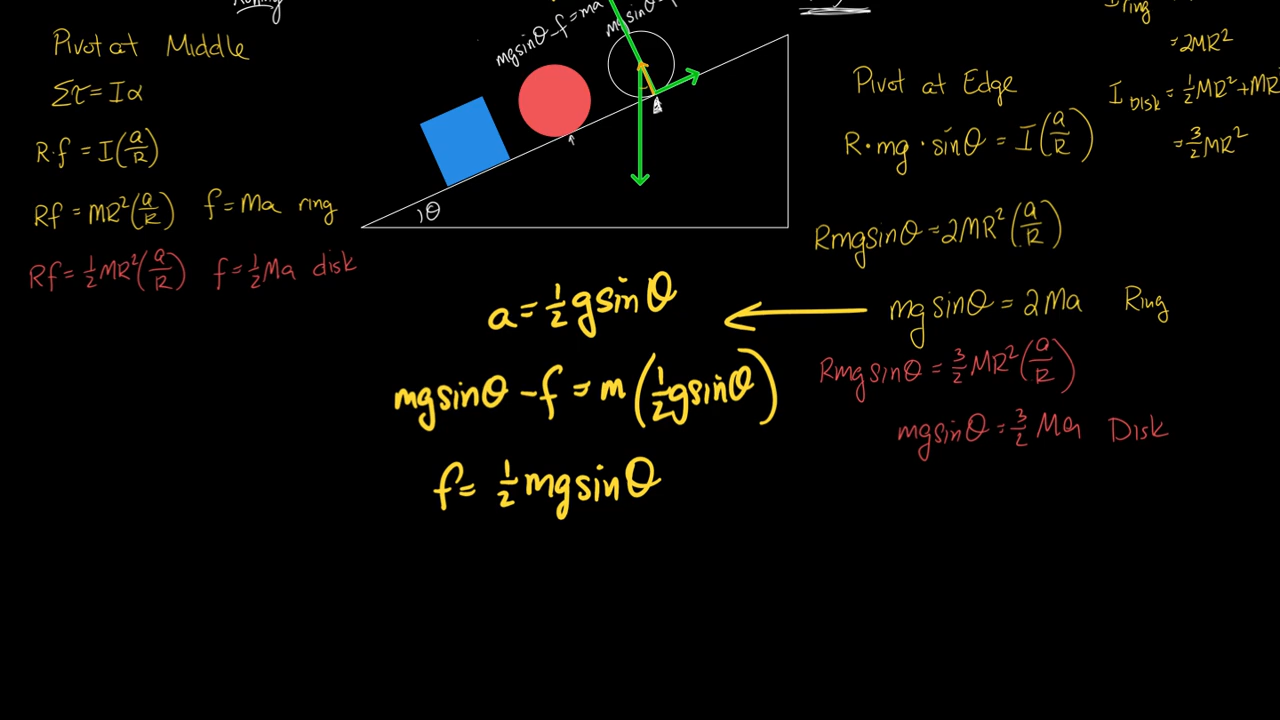 Pivot at Middle
Στ = Iα
R·f = I(a/R)
Rf = MR²(a/R) f = Ma ring
Rf = ½MR²(a/R) f = ½Ma disk
mgsinθ - f = ma
mgsinθ
θ
a = ½gsinθ
mgsinθ - f = m(½gsinθ)
f = ½mgsinθ
= 2MR²
Pivot at Edge
I Disk = ½MR² + MR²
= 3/2 MR²
R·mg·sinθ = I(a/R)
Rmgsinθ = 2MR²(a/R)
mgsinθ = 2Ma Ring
Rmgsinθ = 3/2 MR²(a/R)
mgsinθ = 3/2 Ma Disk